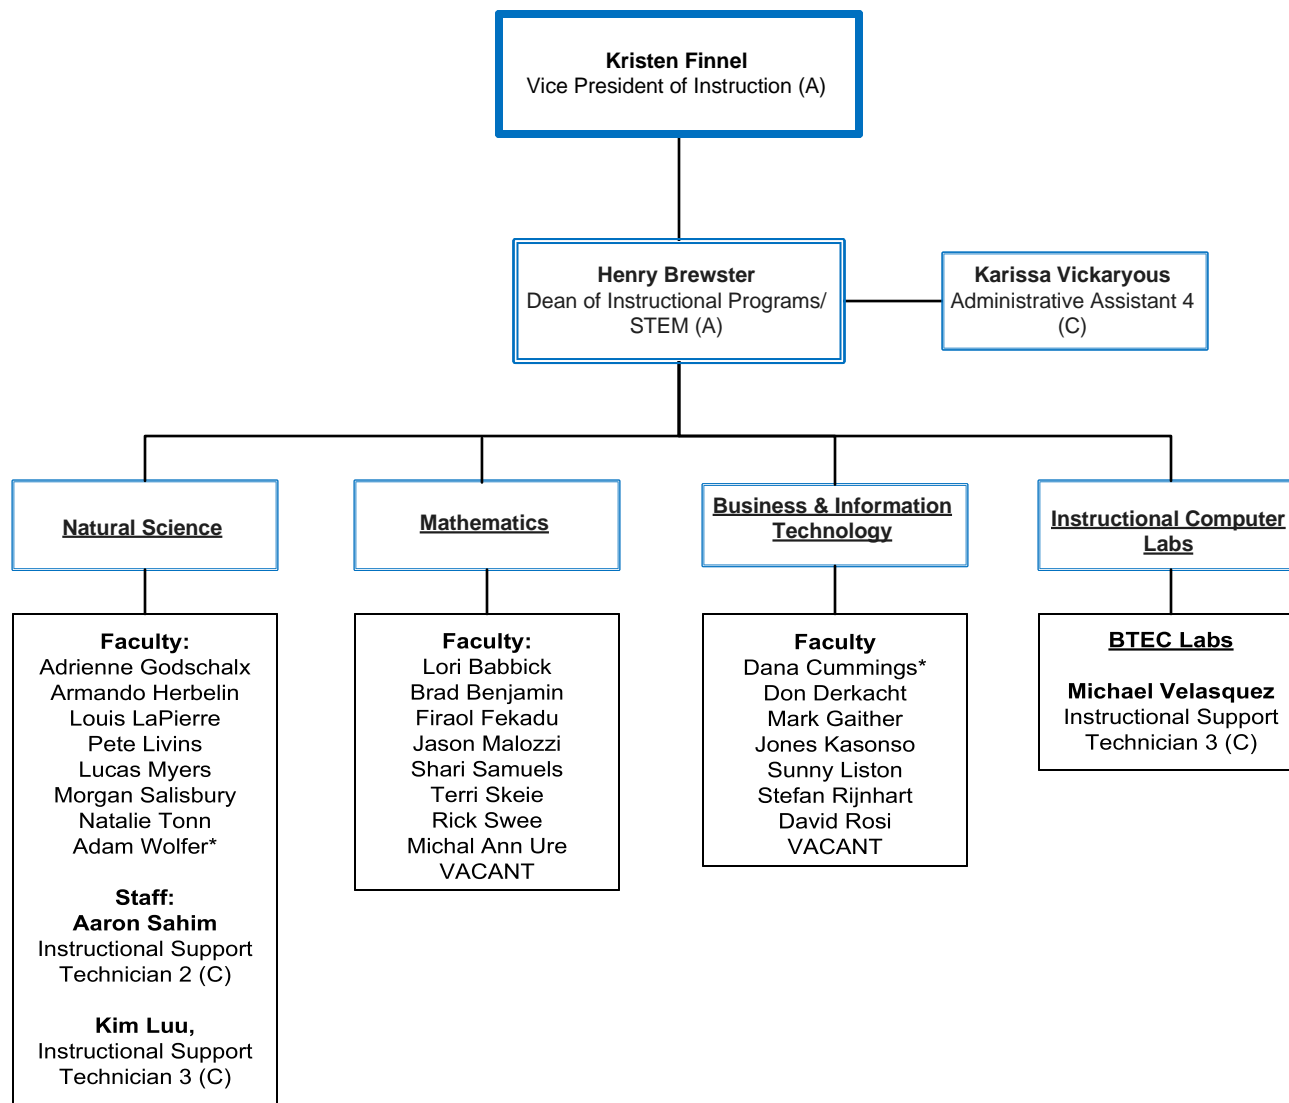 Kristen Finnel
Vice President of Instruction (A)
Henry Brewster
Dean of Instructional Programs/
STEM (A)
Karissa Vickaryous
Administrative Assistant 4
(C)
Natural Science
Mathematics
Business & Information
Technology
Instructional Computer
Labs
Faculty:
Adrienne Godschalx
Armando Herbelin
Louis LaPierre
Pete Livins
Lucas Myers
Morgan Salisbury
Natalie Tonn
Adam Wolfer*
Staff:
Aaron Sahim
Instructional Support
Technician 2 (C)
Kim Luu,
Instructional Support
Technician 3 (C)
Faculty:
Lori Babbick
Brad Benjamin
Firaol Fekadu
Jason Malozzi
Shari Samuels
Terri Skeie
Rick Swee
Michal Ann Ure
VACANT
Faculty
Dana Cummings*
Don Derkacht
Mark Gaither
Jones Kasonso
Sunny Liston
Stefan Rijnhart
David Rosi
VACANT
BTEC Labs
Michael Velasquez
Instructional Support
Technician 3 (C)